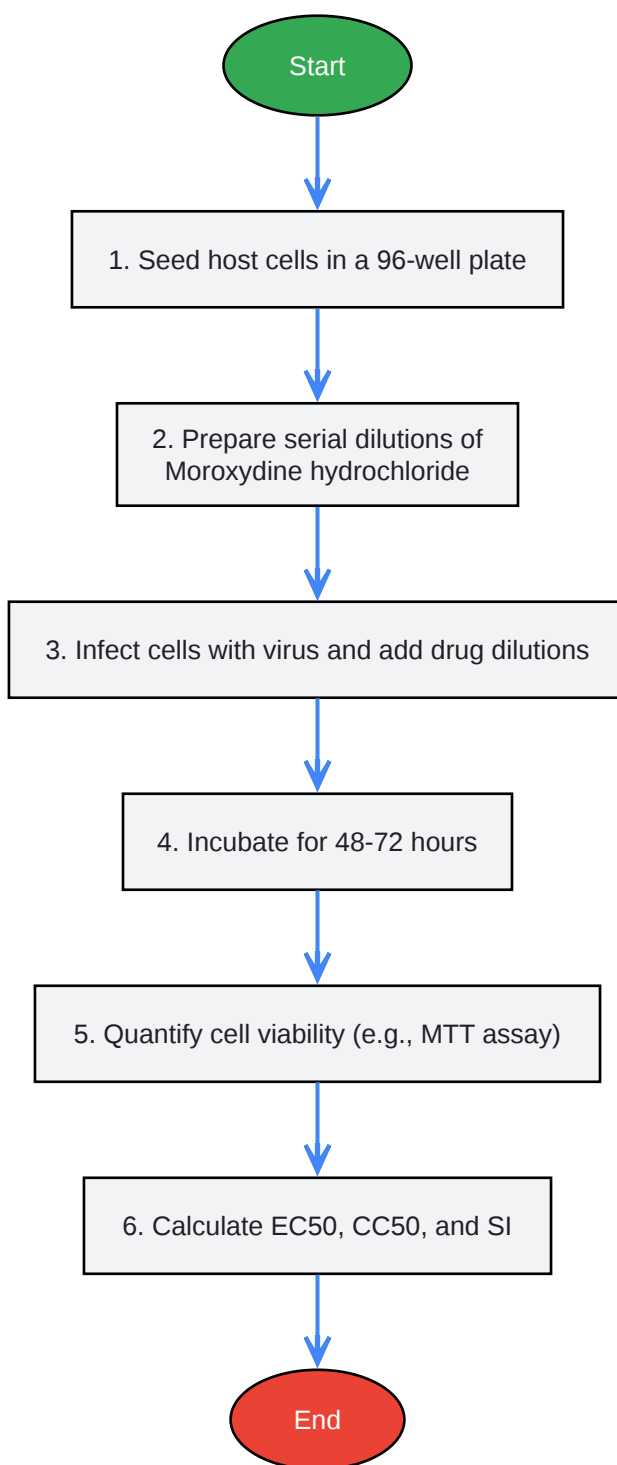 Start
1. Seed host cells in a 96-well plate
2. Prepare serial dilutions of
Moroxydine hydrochloride
3. Infect cells with virus and add drug dilutions
4. Incubate for 48-72 hours
5. Quantify cell viability (e.g., MTT assay)
6. Calculate EC50, CC50, and SI
End